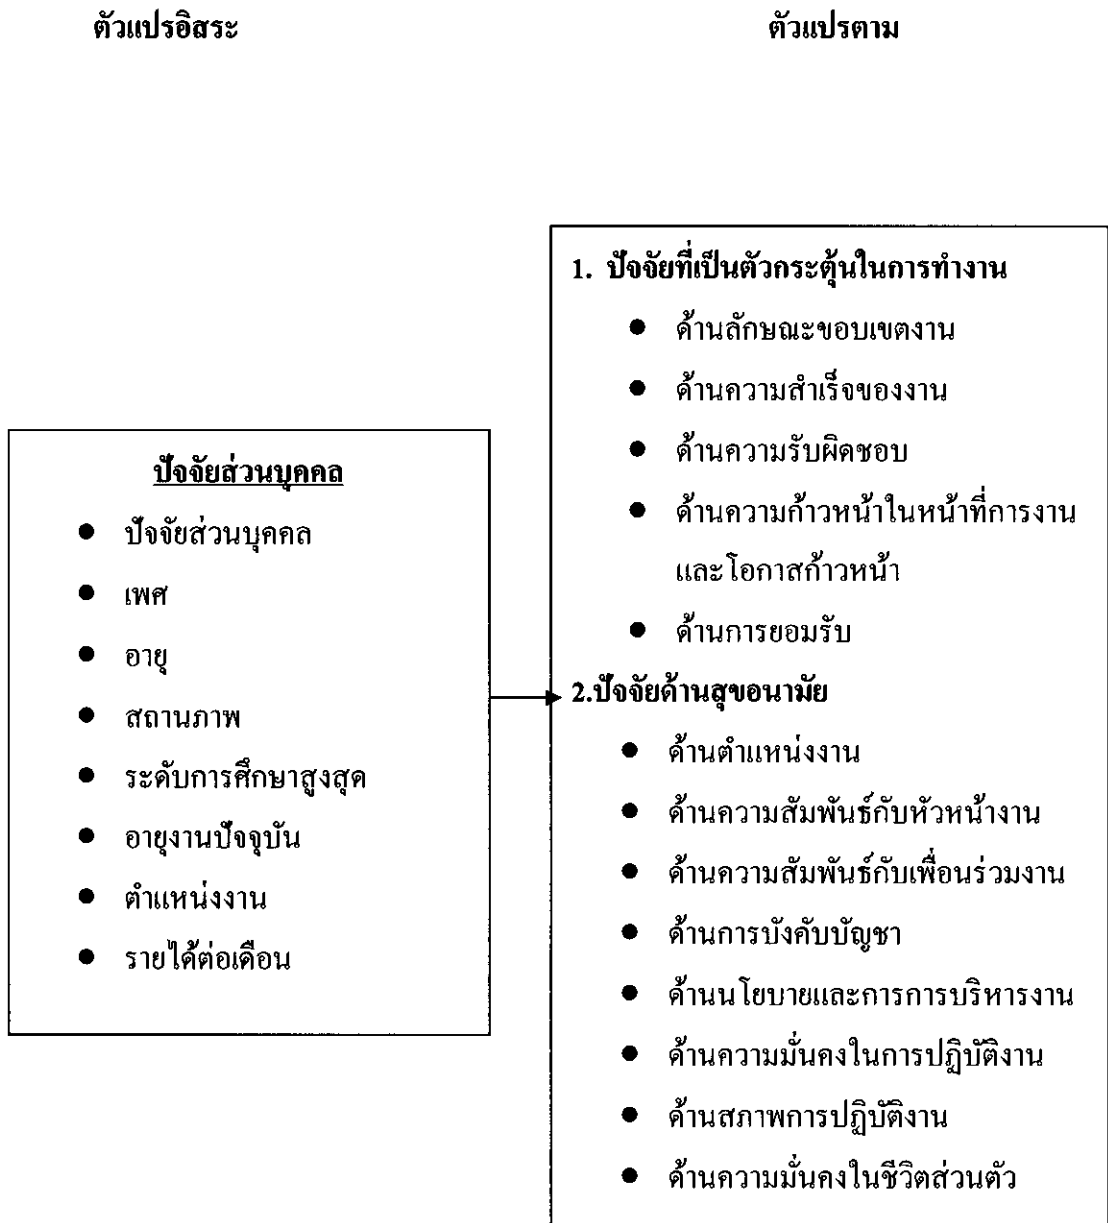 ตัวแปรอิสระ
ตัวแปรตาม
ปัจจัยส่วนบุคคล
● ปัจจัยส่วนบุคคล
● เพศ
● อายุ
● สถานภาพ
● ระดับการศึกษาสูงสุด
● อายุงานปัจจุบัน
● ตำแหน่งงาน
● รายได้ต่อเดือน
1. ปัจจัยที่เป็นตัวกระตุ้นในการทำงาน
● ด้านลักษณะขอบเขตงาน
● ด้านความสำเร็จของงาน
● ด้านความรับผิดชอบ
● ด้านความก้าวหน้าในหน้าที่การงาน
และโอกาสก้าวหน้า
● ด้านการยอมรับ
2.ปัจจัยด้านสุขอนามัย
● ด้านตำแหน่งงาน
● ด้านความสัมพันธ์กับหัวหน้างาน
● ด้านความสัมพันธ์กับเพื่อนร่วมงาน
● ด้านการบังคับบัญชา
● ด้านนโยบายและการการบริหารงาน
● ด้านความมั่นคงในการปฏิบัติงาน
● ด้านสภาพการปฏิบัติงาน
● ด้านความมั่นคงในชีวิตส่วนตัว